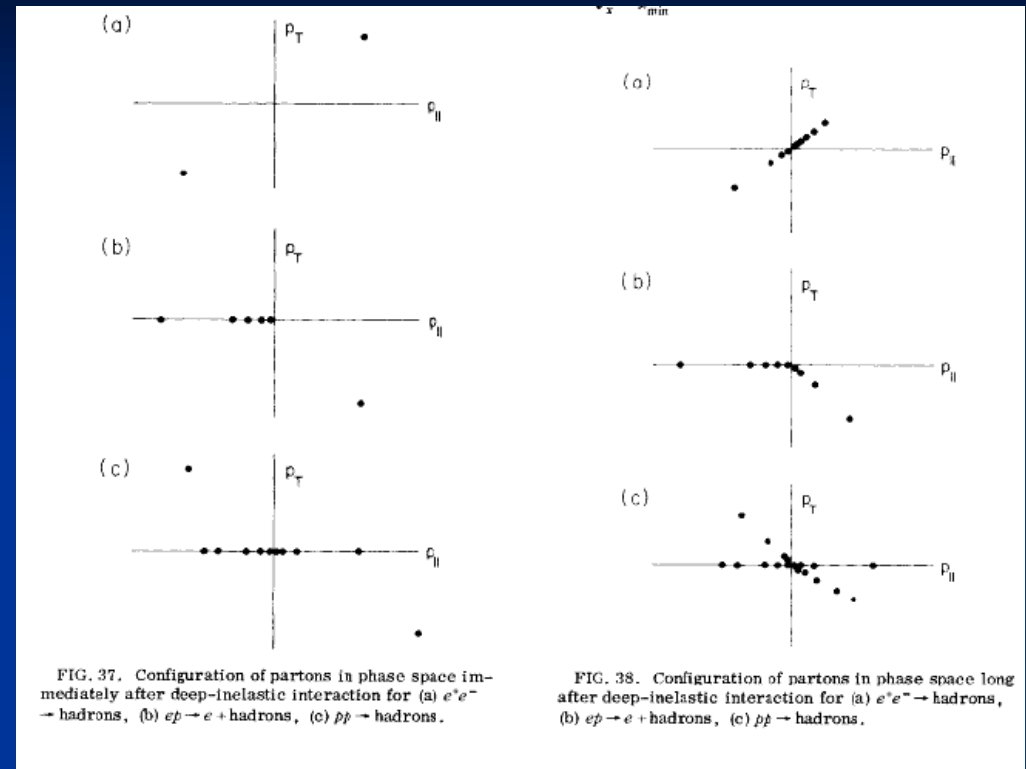 (a)
P_T
P_||
(b)
P_T
P_||
(c)
P_T
P_||
FIG. 37. Configuration of partons in phase space im-
mediately after deep-inelastic interaction for (a) e⁺e⁻
→ hadrons, (b) ep → e + hadrons, (c) pp → hadrons.
min
(a)
P_T
P_||
(b)
P_T
P_||
(c)
P_T
P_||
FIG. 38. Configuration of partons in phase space long
after deep-inelastic interaction for (a) e⁺e⁻ → hadrons,
(b) ep → e + hadrons, (c) pp → hadrons.